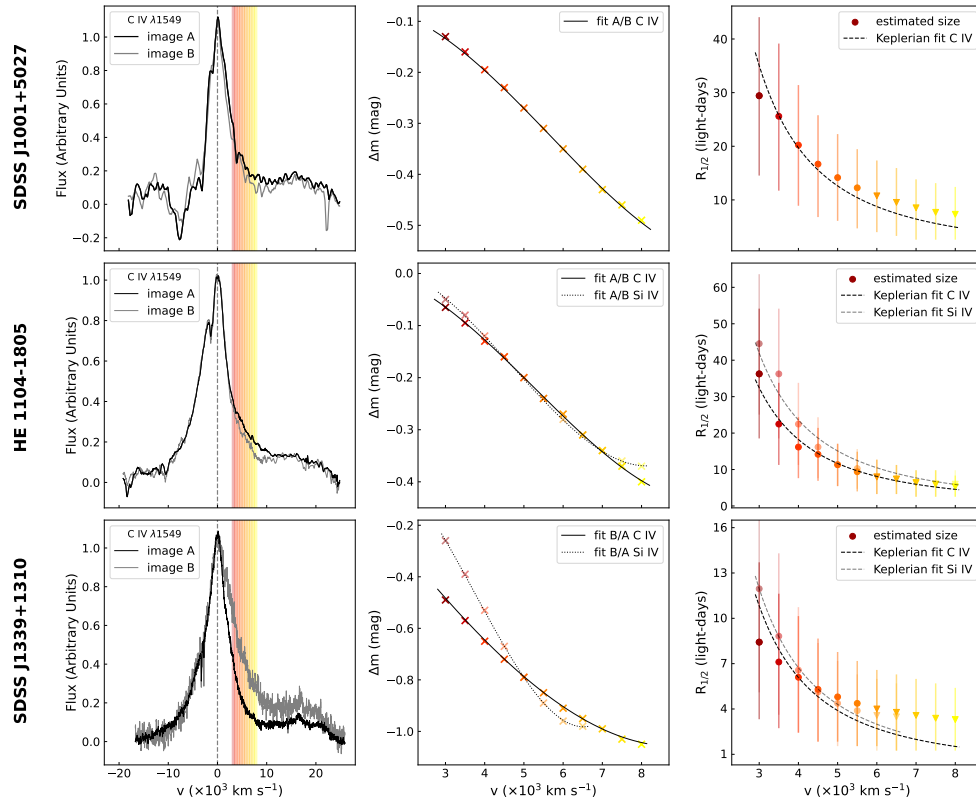 SDSS J1001+5027
Flux (Arbitrary Units)
1.0
0.8
0.6
0.4
0.2
0.0
−0.2
C IV λ1549
image A
image B
Δm (mag)
−0.1
−0.2
−0.3
−0.4
−0.5
fit A/B C IV
R1/2 (light-days)
40
30
20
10
estimated size
Keplerian fit C IV
HE 1104-1805
Flux (Arbitrary Units)
1.0
0.8
0.6
0.4
0.2
0.0
C IV λ1549
image A
image B
Δm (mag)
0.0
−0.1
−0.2
−0.3
−0.4
fit A/B C IV
fit A/B Si IV
R1/2 (light-days)
60
50
40
30
20
10
0
estimated size
Keplerian fit C IV
Keplerian fit Si IV
SDSS J1339+1310
Flux (Arbitrary Units)
1.0
0.8
0.6
0.4
0.2
0.0
C IV λ1549
image A
image B
−20 −10 0 10 20
v (×10³ km s⁻¹)
Δm (mag)
−0.2
−0.4
−0.6
−0.8
−1.0
fit B/A C IV
fit B/A Si IV
3 4 5 6 7 8
v (×10³ km s⁻¹)
R1/2 (light-days)
16
13
10
7
4
1
estimated size
Keplerian fit C IV
Keplerian fit Si IV
3 4 5 6 7 8
v (×10³ km s⁻¹)